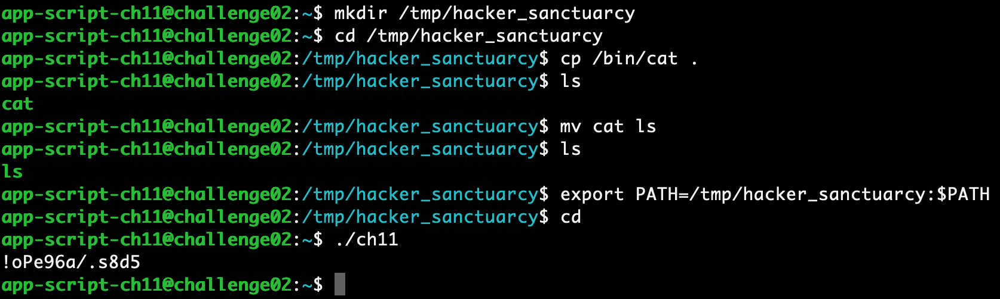 app-script-ch11@challenge02:~$ mkdir /tmp/hacker_sanctuarcy
app-script-ch11@challenge02:~$ cd /tmp/hacker_sanctuarcy
app-script-ch11@challenge02:/tmp/hacker_sanctuarcy$ cp /bin/cat .
app-script-ch11@challenge02:/tmp/hacker_sanctuarcy$ ls
cat
app-script-ch11@challenge02:/tmp/hacker_sanctuarcy$ mv cat ls
app-script-ch11@challenge02:/tmp/hacker_sanctuarcy$ ls
ls
app-script-ch11@challenge02:/tmp/hacker_sanctuarcy$ export PATH=/tmp/hacker_sanctuarcy:$PATH
app-script-ch11@challenge02:/tmp/hacker_sanctuarcy$ cd
app-script-ch11@challenge02:~$ ./ch11
!oPe96a/.s8d5
app-script-ch11@challenge02:~$